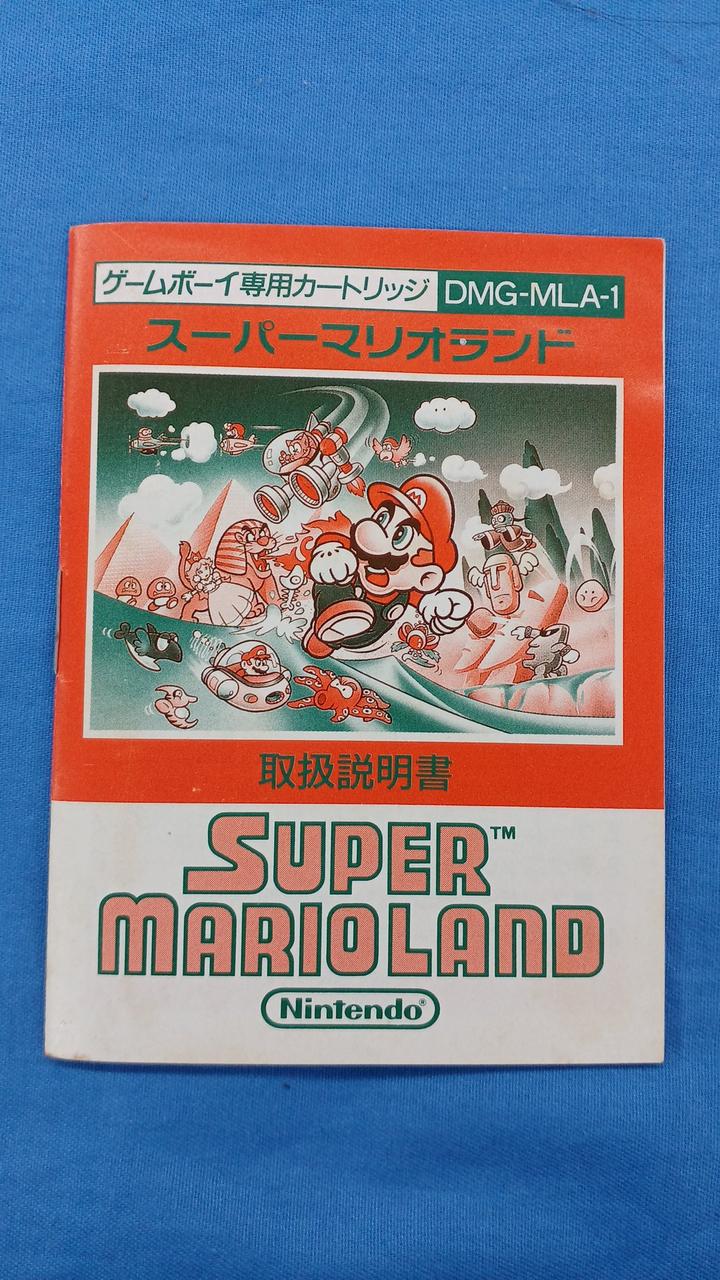 ゲームボーイ専用カートリッジ DMG-MLA-1
スーパーマリオランド
M
取扱説明書
SUPER™
MARIOLAND
Nintendo®